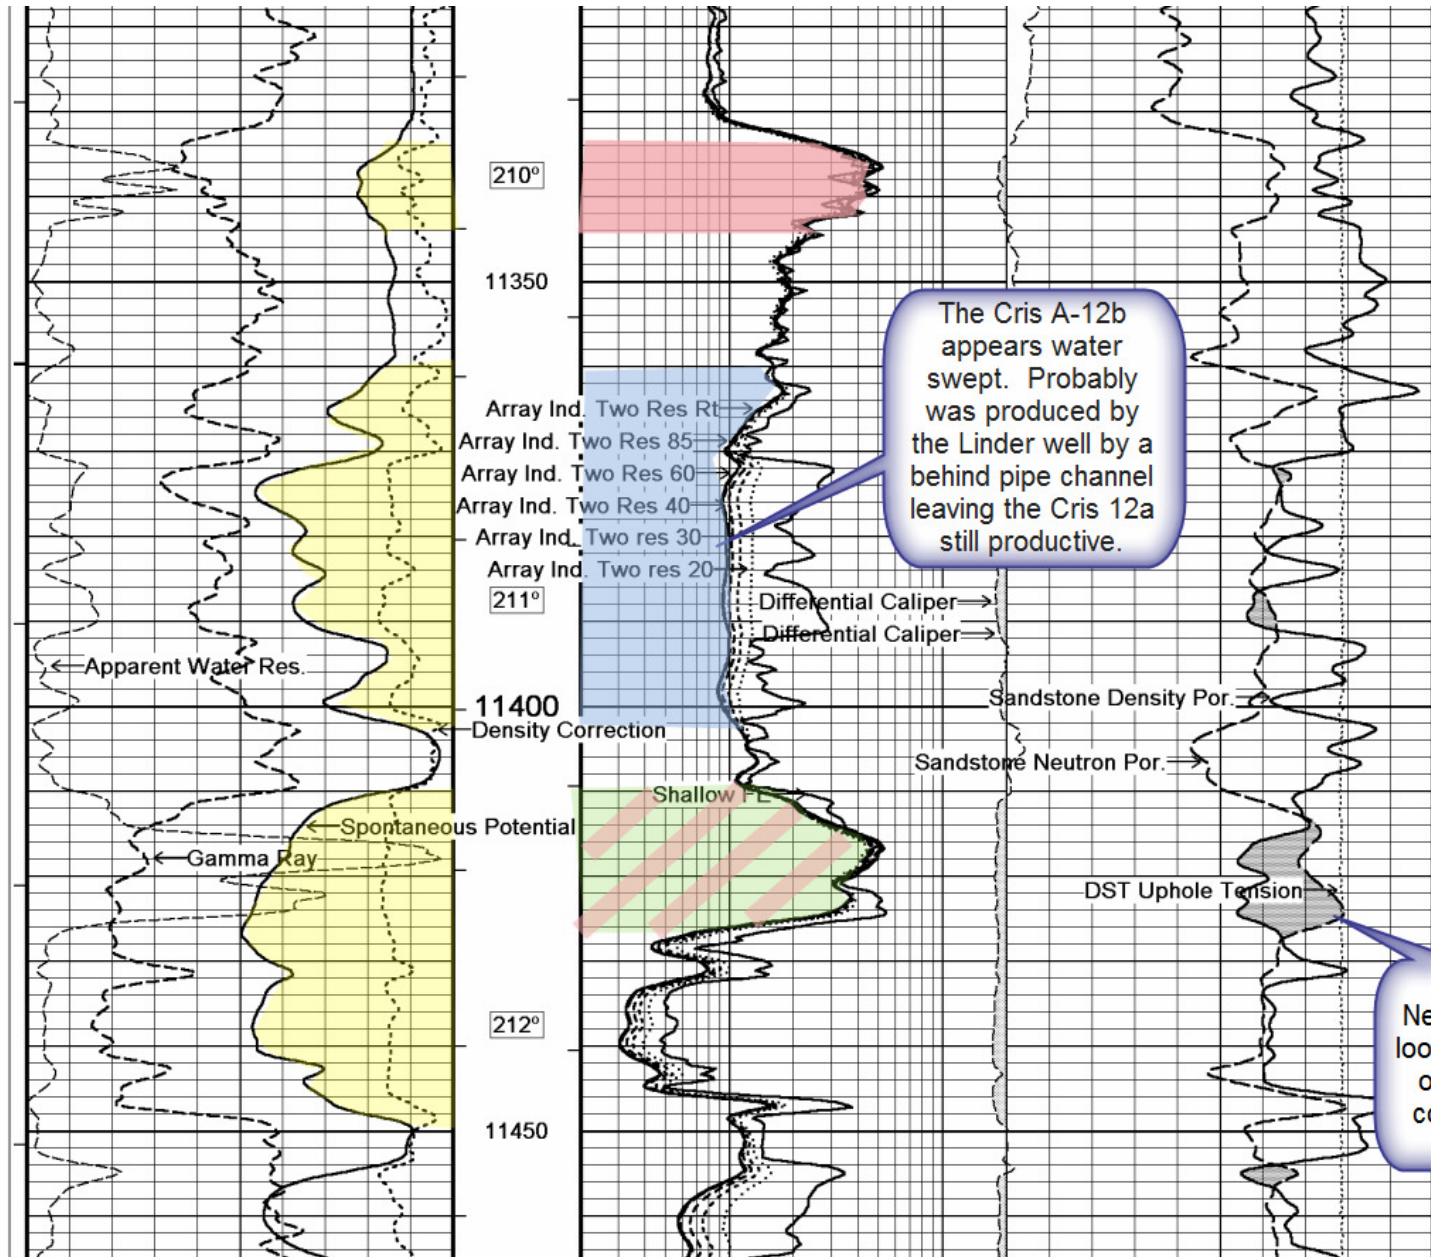 210°
11350
The Cris A-12b
appears water
swept. Probably
was produced by
the Linder well by a
behind pipe channel
leaving the Cris 12a
still productive.
Array Ind. Two Res Rt
Array Ind. Two Res 85
Array Ind. Two Res 60
Array Ind. Two Res 40
Array Ind. Two res 30
Array Ind. Two res 20
211°
Differential Caliper
Differential Caliper
Apparent Water Res.
Sandstone Density Por.
11400
Density Correction
Sandstone Neutron Por.
Shallow FE
Spontaneous Potential
Gamma Ray
DST Uphole Tension
212°
Ne
loo
o
co
11450